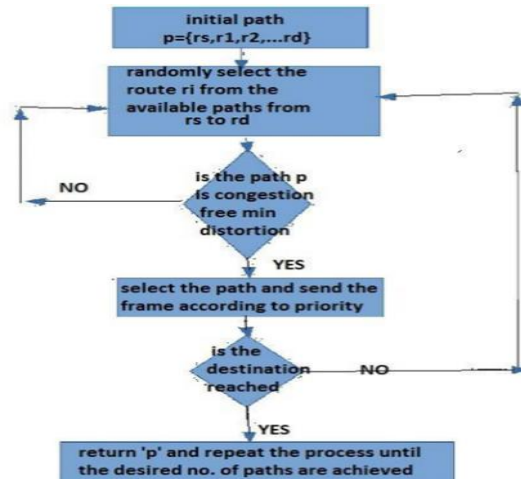 initial path
p={rs,r1,r2,...rd}
randomly select the
route ri from the
available paths from
rs to rd
is the path p
is congestion
free min
distortion
NO
YES
select the path and send the
frame according to priority
is the
destination
reached
NO
YES
return 'p' and repeat the process until
the desired no. of paths are achieved